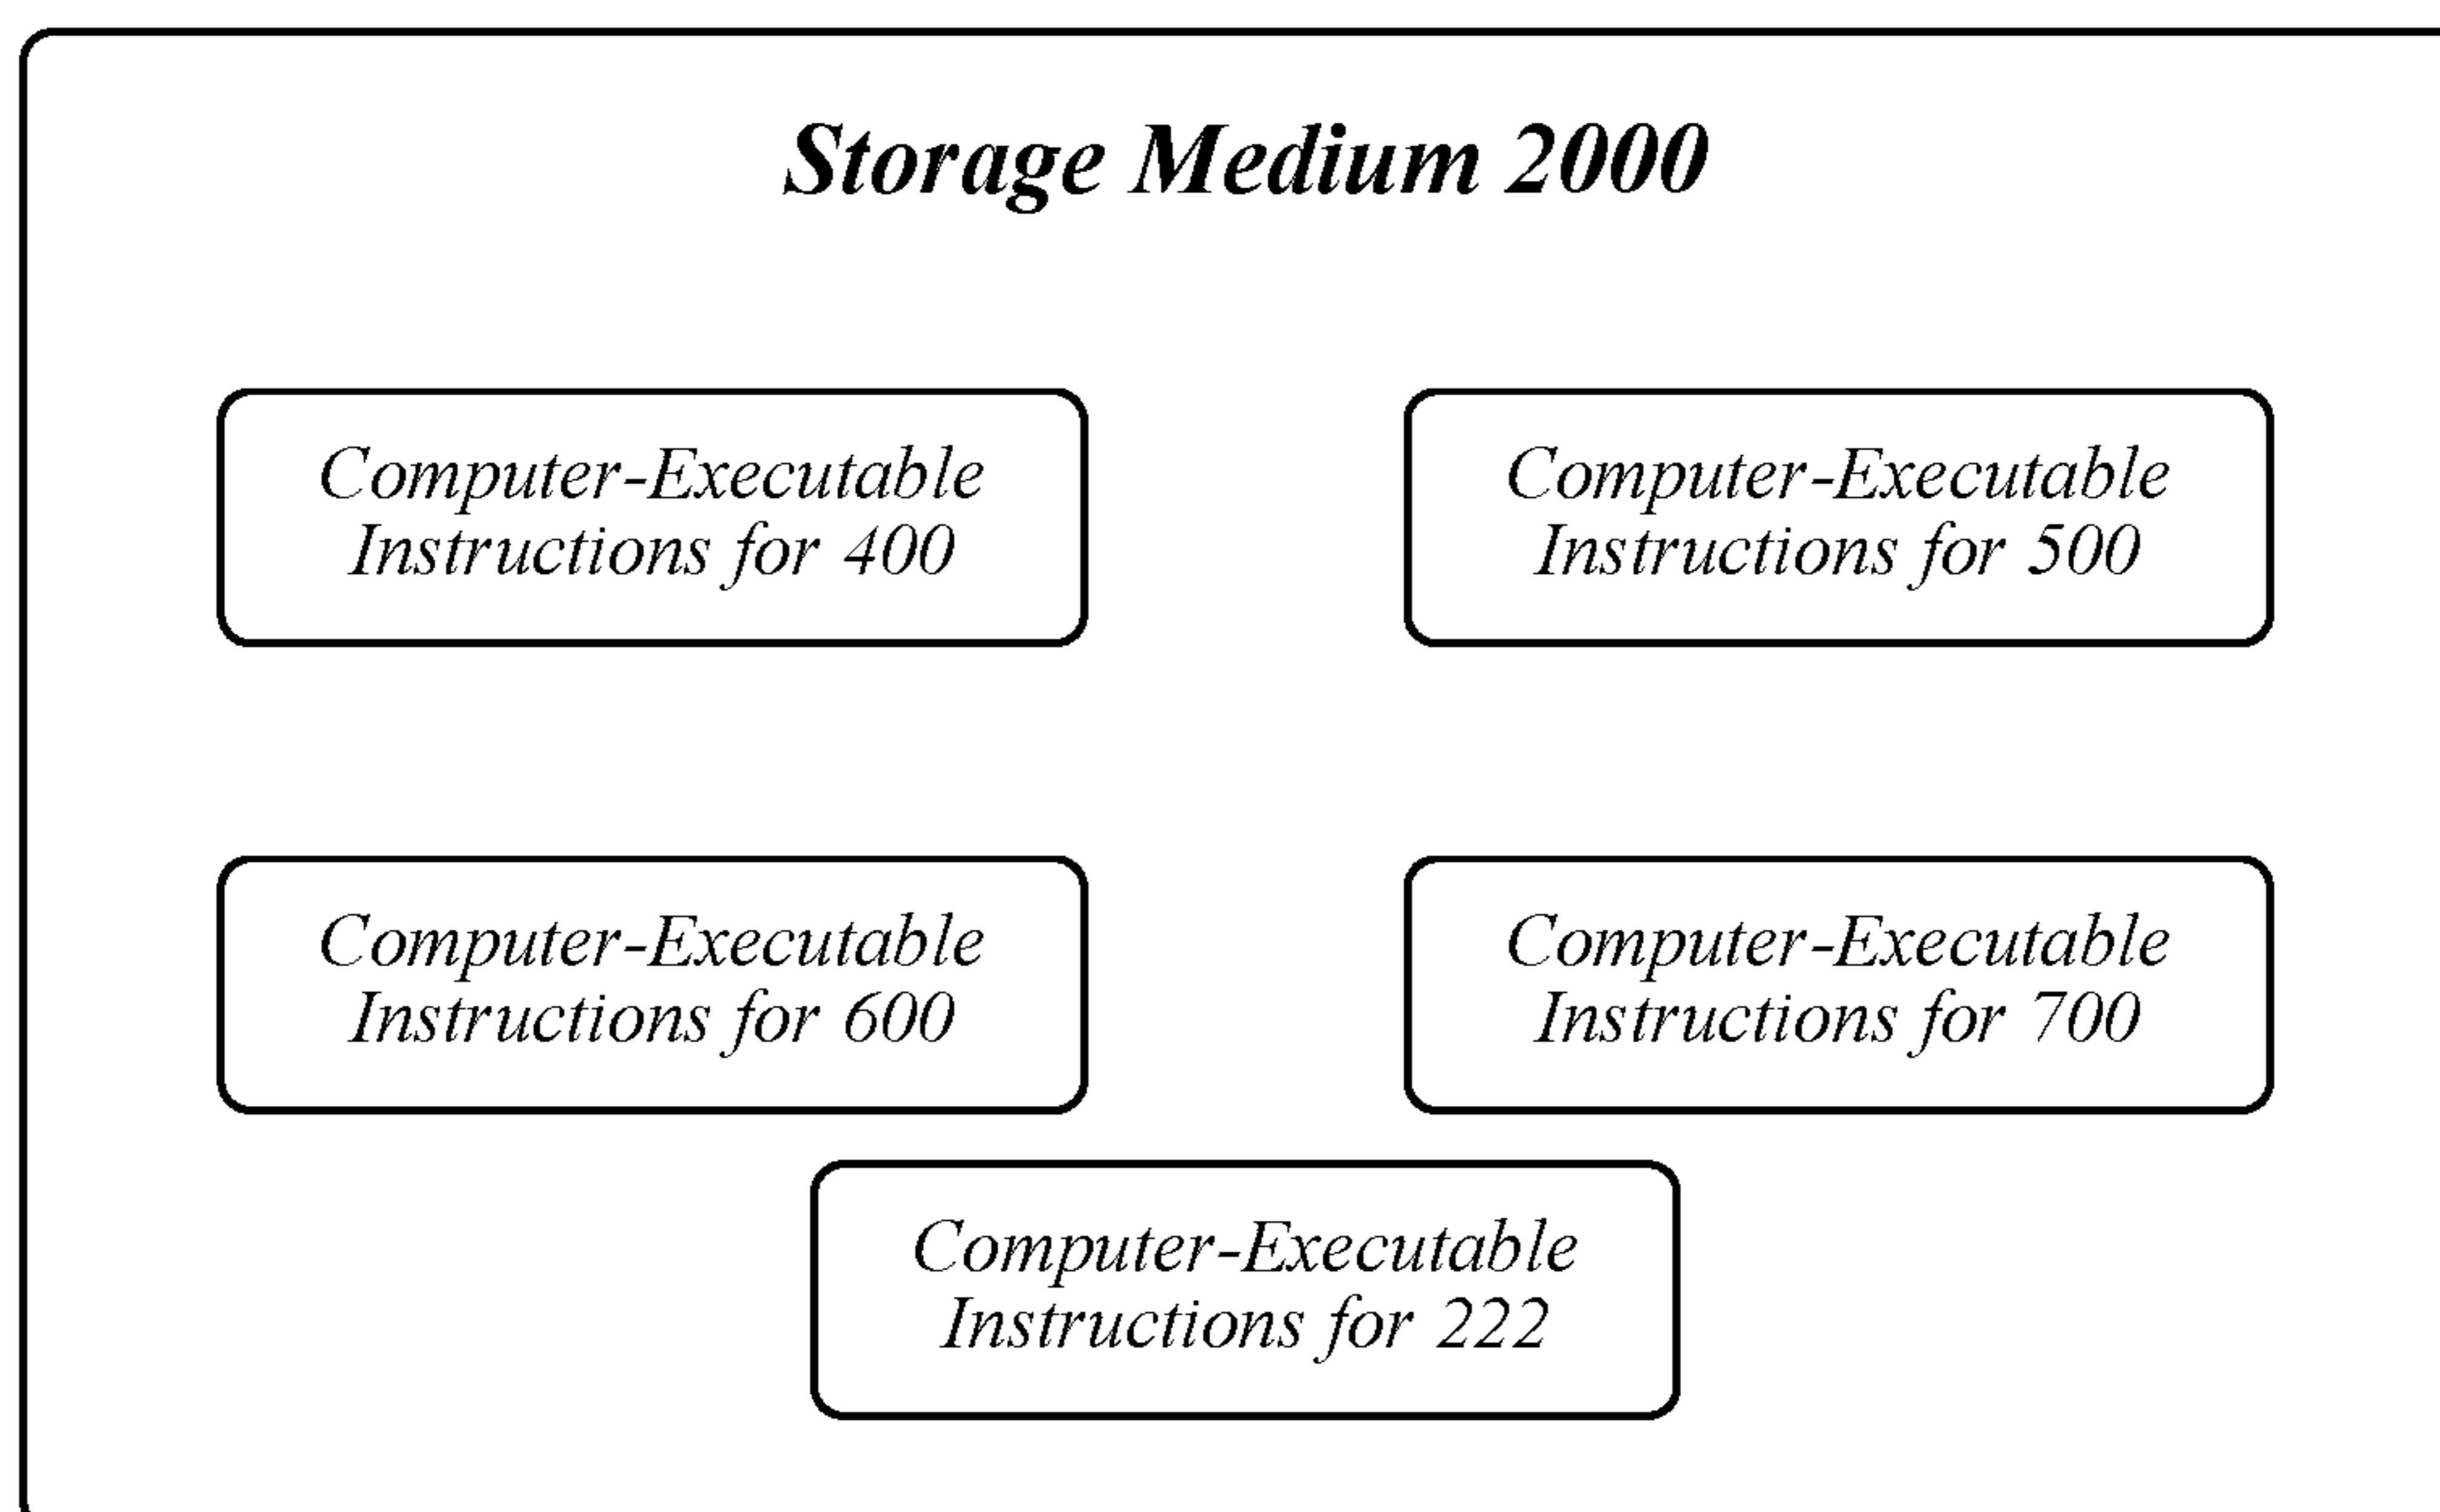 Storage Medium 2000
Computer-Executable
Instructions for 400
Computer-Executable
Instructions for 500
Computer-Executable
Instructions for 600
Computer-Executable
Instructions for 700
Computer-Executable
Instructions for 222